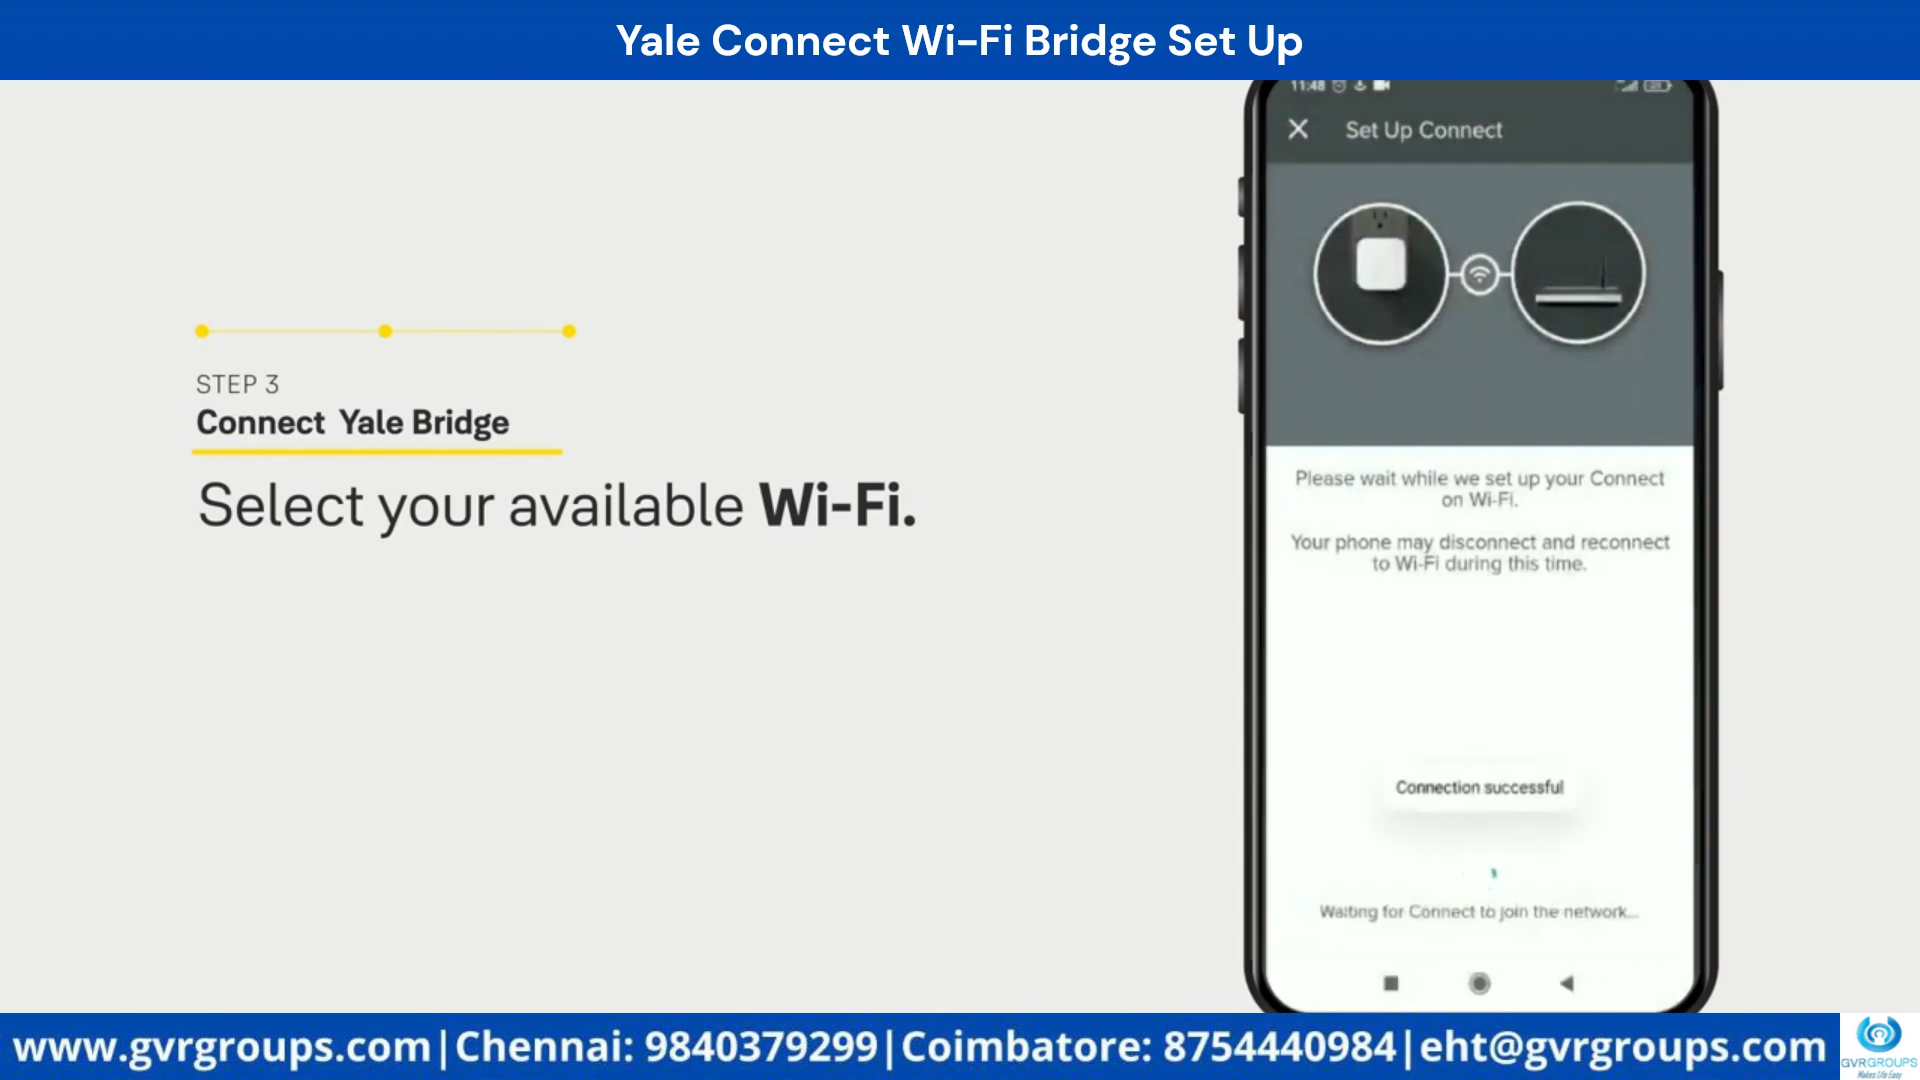 Yale Connect Wi-Fi Bridge Set Up
11:48
Set Up Connect
STEP 3
Connect Yale Bridge
Select your available Wi-Fi.
Please wait while we set up your Connect
on Wi-Fi.
Your phone may disconnect and reconnect
to Wi-Fi during this time.
Connection successful
Waiting for Connect to join the network...
www.gvrgroups.com|Chennai: 9840379299|Coimbatore: 8754440984|eht@gvrgroups.com
GVRGROUPS
Makes Life Easy